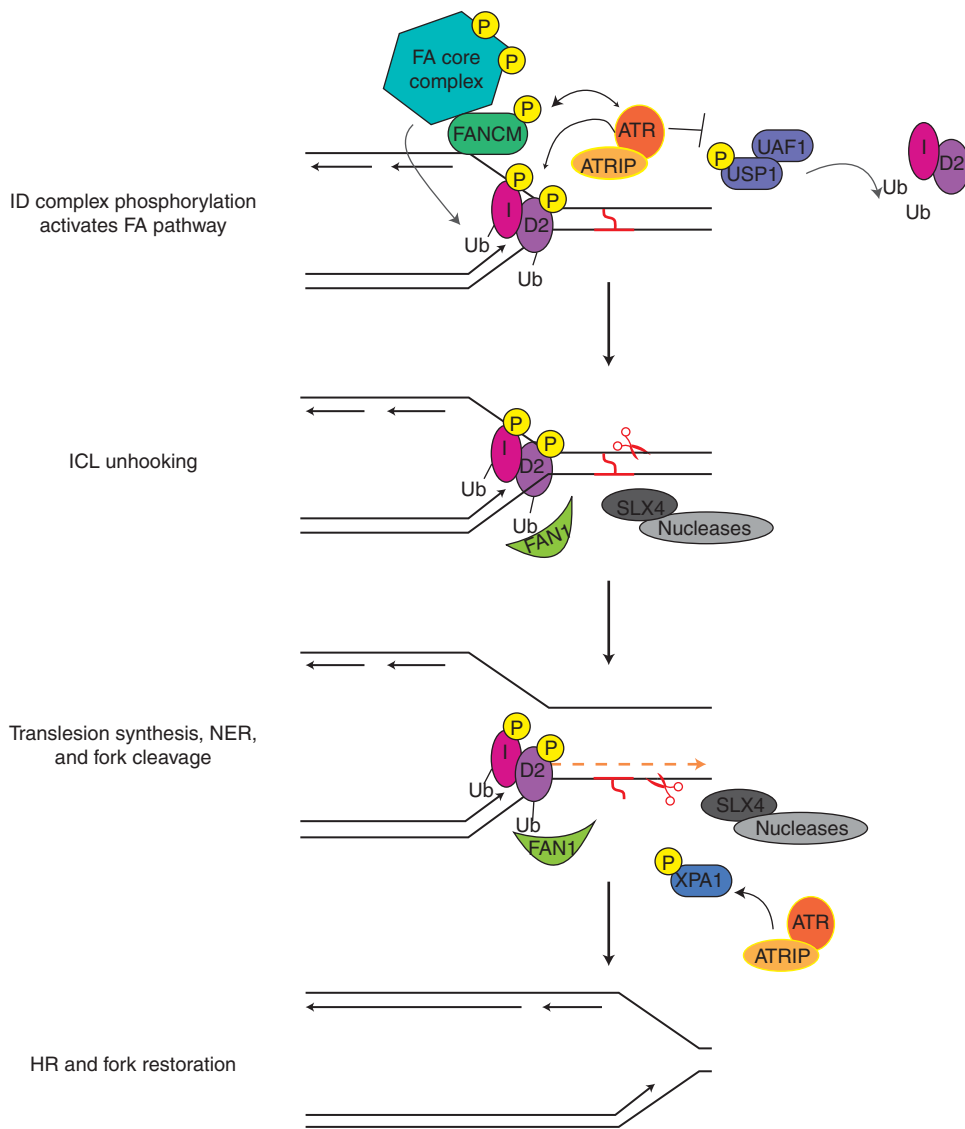 P
FA core
complex
P
P
FANCM
ATR
ATRIP
P
UAF1
USP1
I
D2
Ub
Ub
ID complex phosphorylation
activates FA pathway
P
P
I
D2
Ub
Ub
ICL unhooking
P
P
I
D2
Ub
Ub
FAN1
SLX4
Nucleases
Translesion synthesis, NER,
and fork cleavage
P
P
I
D2
Ub
Ub
FAN1
SLX4
Nucleases
P
XPA1
ATR
ATRIP
HR and fork restoration